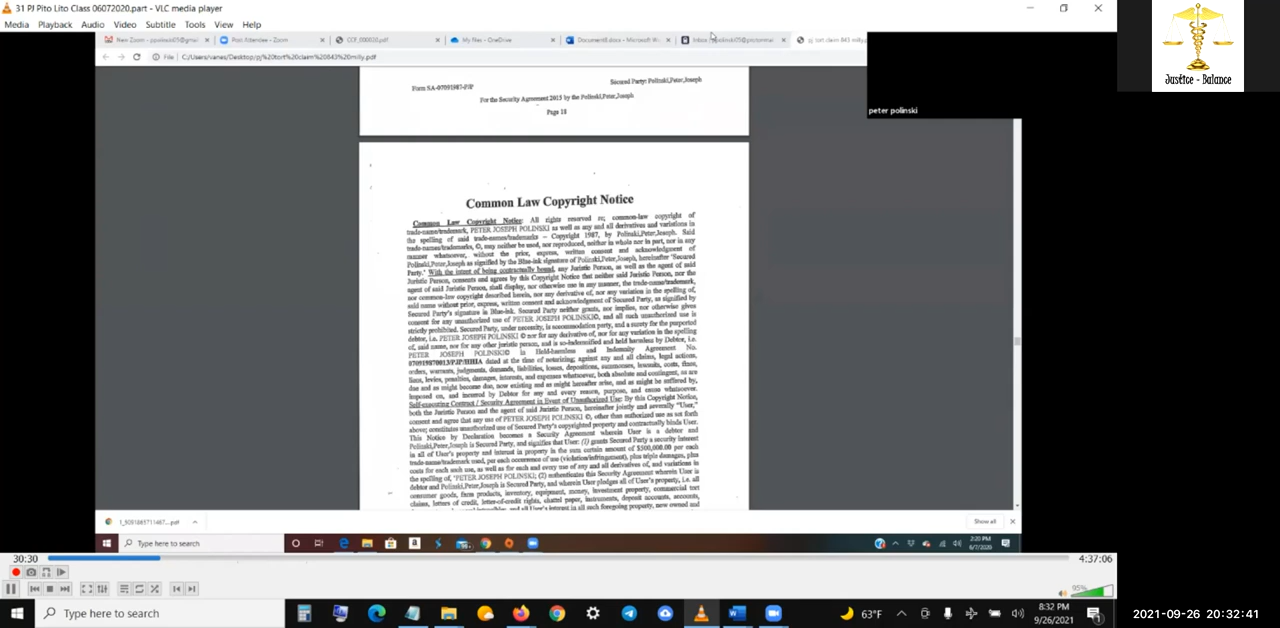 31 PJ Pito Lito Class 06072020.part - VLC media player
Media Playback Audio Video Subtitle Tools View Help
Justice - Balance
Post Attendee - Zoom
My files - OneDrive
File C:/Users/vanes/Desktop/pj%20tort%20claim%20843%20milly.pdf
peter polinski
Form SA-07091987-PJP
Secured Party: Polinski,Peter,Joseph
For the Security Agreement 2015 by the Polinski,Peter,Joseph
Page 18
Common Law Copyright Notice
Common Law Copyright Notice: All rights reserved re; common-law copyright of
trade-name/trademark, PETER JOSEPH POLINSKI as well as any and all derivatives and variations in
the spelling of said trade-names/trademarks – Copyright 1987, by Polinski,Peter,Joseph. Said
trade-names/trademarks, ©, may neither be used, nor reproduced, neither in whole nor in part, nor in any
manner whatsoever, without the prior, express, written consent and acknowledgment of
Polinski,Peter,Joseph as signified by the Blue-ink signature of Polinski,Peter,Joseph, hereinafter "Secured
Party." With the intent of being contractually bound, any Juristic Person, as well as the agent of said
Juristic Person, consents and agrees by this Copyright Notice that neither said Juristic Person, nor the
agent of said Juristic Person, shall display, nor otherwise use in any manner, the trade-name/trademark,
nor common-law copyright described herein, nor any derivative of, nor any variation in the spelling of,
said name without prior, express, written consent and acknowledgment of Secured Party, as signified by
Secured Party's signature in Blue-ink. Secured Party neither grants, nor implies, nor otherwise gives
consent for any unauthorized use of PETER JOSEPH POLINSKI©, and all such unauthorized use is
strictly prohibited. Secured Party, under necessity, is accommodation party, and a surety for the purported
debtor, i.e. PETER JOSEPH POLINSKI © nor for any derivative of, nor for any variation in the spelling
of, said name, nor for any other juristic person, and is so-indemnified and held harmless by Debtor, i.e.
PETER JOSEPH POLINSKI© in Held-harmless and Indemnity Agreement No.
dated at the time of notarizing; against any and all claims, legal actions,
orders, warrants, judgments, demands, liabilities, losses, depositions, summonses, lawsuits, costs, fines,
liens, levies, penalties, damages, interests, and expenses whatsoever, both absolute and contingent, as are
due and as might become due, now existing and as might hereafter arise, and as might be suffered by,
imposed on, and incurred by Debtor for any and every reason, purpose, and cause whatsoever.
Self-executing Contract / Security Agreement in Event of Unauthorized Use: By this Copyright Notice,
both the Juristic Person and the agent of said Juristic Person, hereinafter jointly and severally "User,"
consent and agree that any use of PETER JOSEPH POLINSKI ©, other than authorized use as set forth
above; constitutes unauthorized use of Secured Party's copyrighted property and contractually binds User.
This Notice by Declaration becomes a Security Agreement wherein User is a debtor and
Polinski,Peter,Joseph is Secured Party, and signifies that User: (1) grants Secured Party a security interest
in all of User's property and interest in property in the sum certain amount of $500,000.00 per each
trade-name/trademark used, per each occurrence of use (violation/infringement), plus triple damages, plus
costs for each such use, as well as for each and every use of any and all derivatives of, and variations in
the spelling of, "PETER JOSEPH POLINSKI; (2) authenticates this Security Agreement wherein User is
debtor and Polinski,Peter,Joseph is Secured Party, and wherein User pledges all of User's property, i.e. all
consumer goods, farm products, inventory, equipment, money, investment property, commercial tort
claims, letters of credit, letter-of-credit rights, chattel paper, instruments, deposit accounts, accounts,
and all User's interest in all such foregoing property, now owned and
Show all
Type here to search
2:20 PM
6/7/2020
30:30
4:37:06
95%
Type here to search
63°F
8:32 PM
9/26/2021
2021-09-26 20:32:41